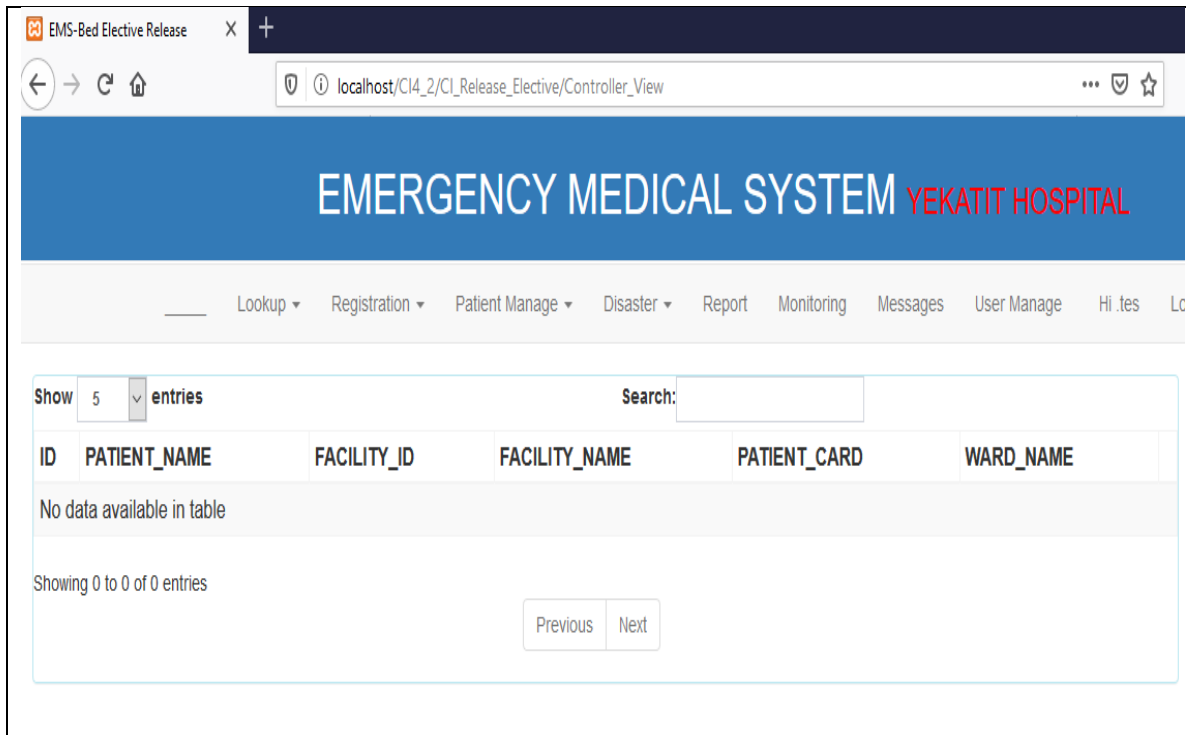 EMS-Bed Elective Release
localhost/CI4_2/CI_Release_Elective/Controller_View
EMERGENCY MEDICAL SYSTEM YEKATIT HOSPITAL
Lookup Registration Patient Manage Disaster Report Monitoring Messages User Manage Hi .tes Lo
Show 5 entries Search:
ID PATIENT_NAME FACILITY_ID FACILITY_NAME PATIENT_CARD WARD_NAME
No data available in table
Showing 0 to 0 of 0 entries
Previous Next